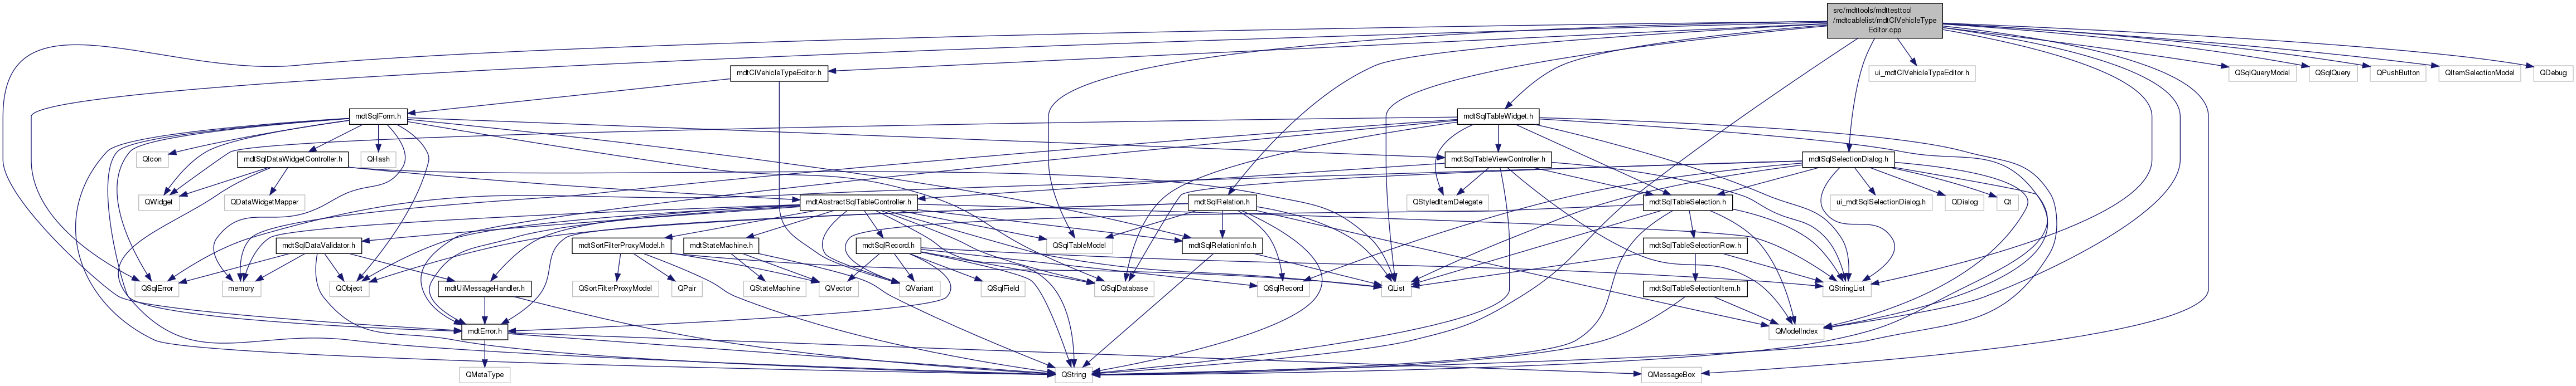 src/mdttools/mdttesttool
/mdtcablelist/mdtClVehicleType
Editor.cpp
mdtClVehicleTypeEditor.h
ui_mdtClVehicleTypeEditor.h
QSqlQueryModel
QSqlQuery
QPushButton
QItemSelectionModel
QDebug
mdtSqlForm.h
mdtSqlTableWidget.h
QIcon
mdtSqlDataWidgetController.h
QHash
mdtSqlTableViewController.h
mdtSqlSelectionDialog.h
QWidget
QDataWidgetMapper
mdtAbstractSqlTableController.h
mdtSqlRelation.h
QStyledItemDelegate
mdtSqlTableSelection.h
ui_mdtSqlSelectionDialog.h
QDialog
Qt
mdtSqlDataValidator.h
mdtSortFilterProxyModel.h
mdtStateMachine.h
mdtSqlRecord.h
QSqlTableModel
mdtSqlRelationInfo.h
mdtSqlTableSelectionRow.h
QSqlError
memory
QObject
mdtUiMessageHandler.h
QSortFilterProxyModel
QPair
QStateMachine
QVector
QVariant
QSqlField
QSqlDatabase
QSqlRecord
QList
mdtSqlTableSelectionItem.h
QStringList
mdtError.h
QModelIndex
QMetaType
QString
QMessageBox